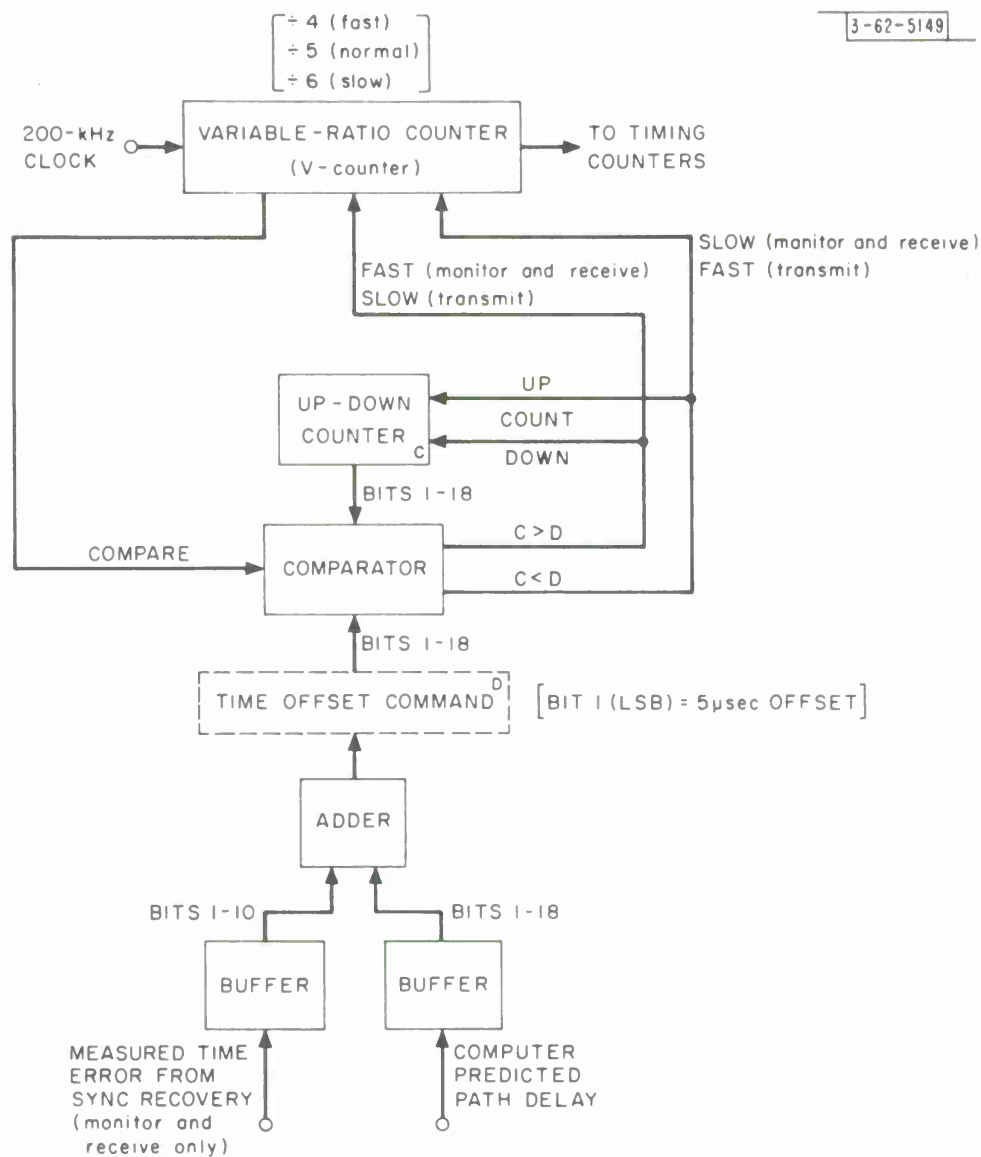 3-62-5149
÷ 4 (fast)
÷ 5 (normal)
÷ 6 (slow)
200-kHz
CLOCK
VARIABLE-RATIO COUNTER
(V-counter)
TO TIMING
COUNTERS
SLOW (monitor and receive)
FAST (transmit)
FAST (monitor and receive)
SLOW (transmit)
UP-DOWN
COUNTER
C
UP
COUNT
DOWN
BITS 1-18
COMPARE
COMPARATOR
C>D
C<D
BITS 1-18
TIME OFFSET COMMAND
D
[BIT 1 (LSB) = 5µsec OFFSET]
ADDER
BITS 1-10
BITS 1-18
BUFFER
BUFFER
MEASURED TIME
ERROR FROM
SYNC RECOVERY
(monitor and
receive only)
COMPUTER
PREDICTED
PATH DELAY